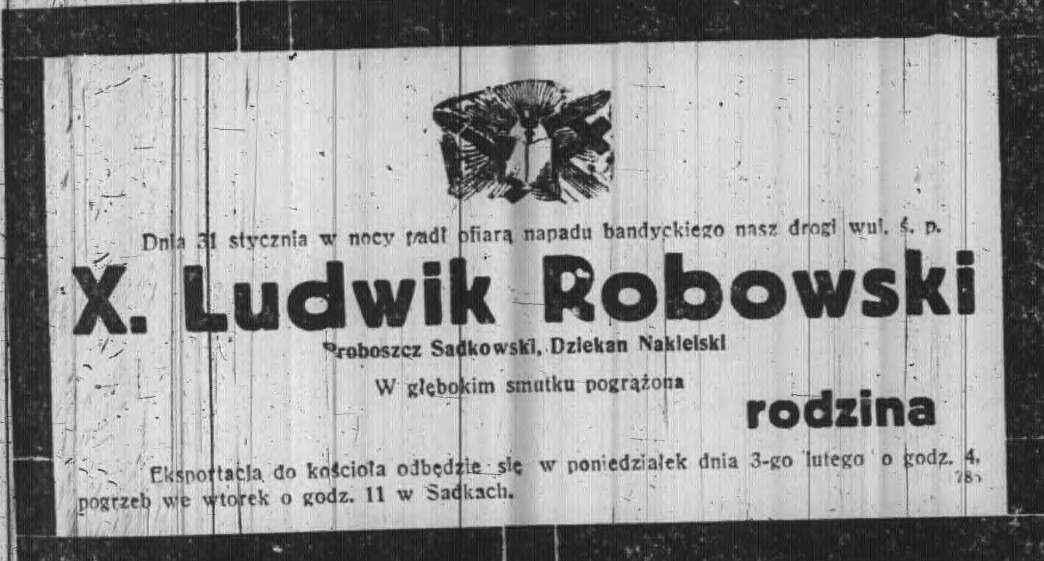 Dnia 31 stycznia w nocy padł ofiarą napadu bandyckiego nasz drogi wuj, ś. p.
X. Ludwik Robowski
Proboszcz Sadkowski, Dziekan Nakielski
W głębokim smutku pogrążona
rodzina
Eksportacja do kościoła odbędzie się w poniedziałek dnia 3-go lutego o godz. 4,
pogrzeb we wtorek o godz. 11 w Sadkach.